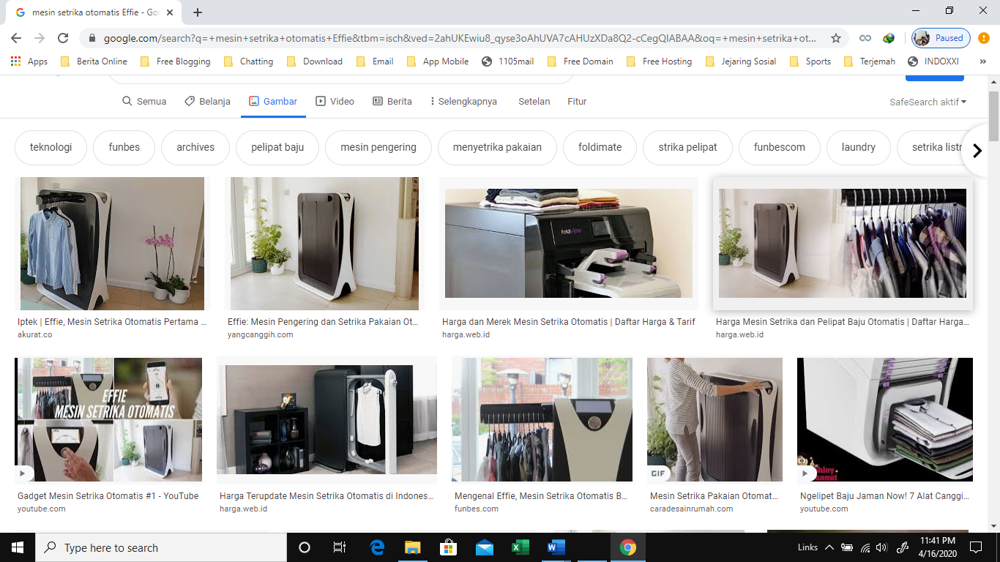 mesin setrika otomatis Effie - Go
google.com/search?q=+mesin+setrika+otomatis+Effie&tbm=isch&ved=2ahUKEwiu8_qyse3oAhUVA7cAHUzXDa8Q2-cCegQIABAA&oq=+mesin+setrika+ot...
Paused
Apps
Berita Online
Free Blogging
Chatting
Download
Email
App Mobile
1105mail
Free Domain
Free Hosting
Jejaring Sosial
Sports
Terjemah
INDOXXI
»
Semua
Belanja
Gambar
Video
Berita
Selengkapnya
Setelan
Fitur
SafeSearch aktif
teknologi
funbes
archives
pelipat baju
mesin pengering
menyetrika pakaian
foldimate
strika pelipat
funbescom
laundry
setrika listr
FoldiMate
Iptek | Effie, Mesin Setrika Otomatis Pertama ...
akurat.co
Effie: Mesin Pengering dan Setrika Pakaian Ot...
yangcanggih.com
Harga dan Merek Mesin Setrika Otomatis | Daftar Harga & Tarif
harga.web.id
Harga Mesin Setrika dan Pelipat Baju Otomatis | Daftar Harga...
harga.web.id
EFFIE
MESIN SETRIKA OTOMATIS
GIF
Gadget Mesin Setrika Otomatis #1 - YouTube
youtube.com
Harga Terupdate Mesin Setrika Otomatis di Indones...
harga.web.id
Mengenal Effie, Mesin Setrika Otomatis B...
funbes.com
Mesin Setrika Pakaian Otomat...
caradesainrumah.com
Ngelipet Baju Jaman Now! 7 Alat Canggi...
youtube.com
Type here to search
Links
11:41 PM
4/16/2020